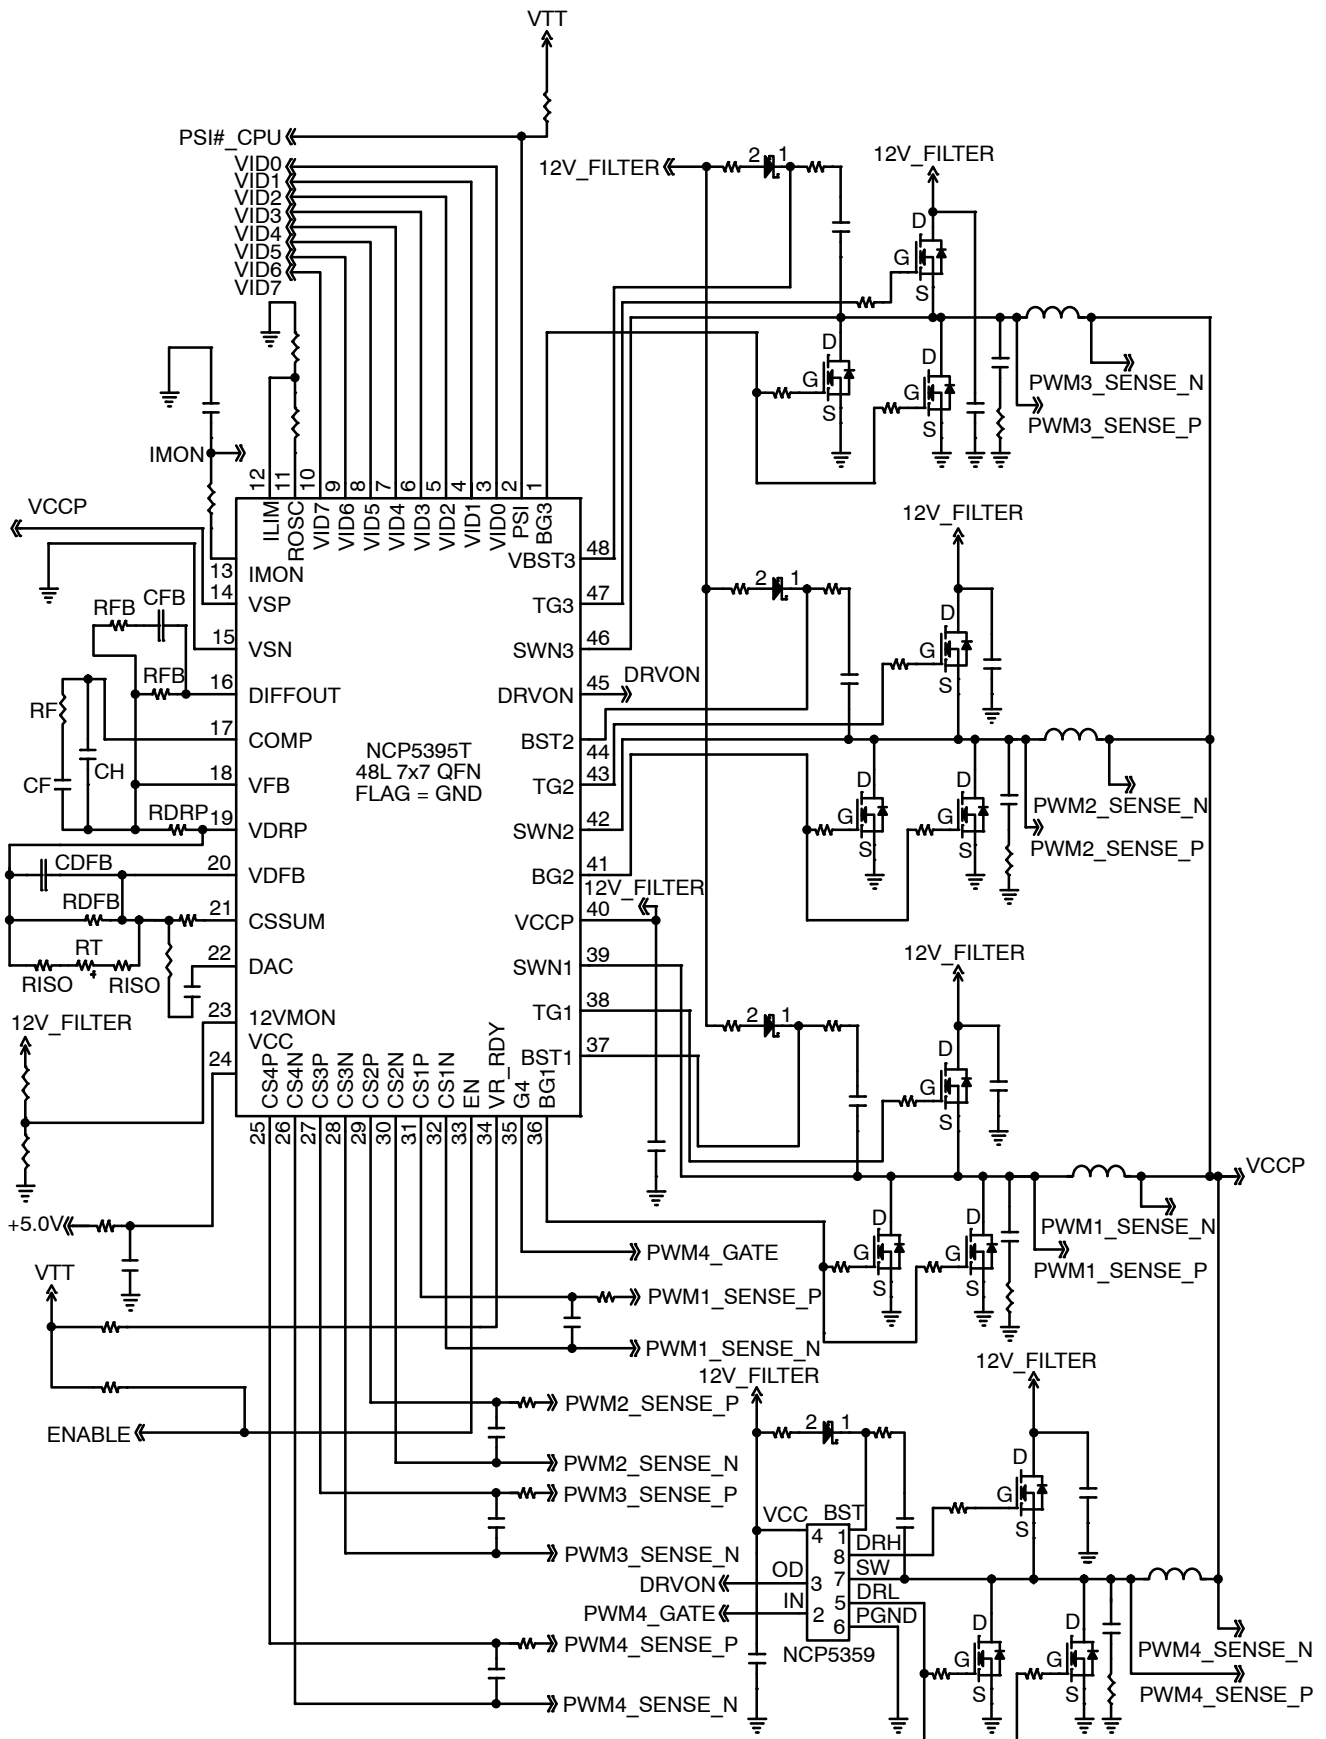 VTT
PSI#_CPU
VID0
VID1
VID2
VID3
VID4
VID5
VID6
VID7
12V_FILTER
2 1
12V_FILTER
D
G
S
D
G
S
D
G
S
PWM3_SENSE_N
PWM3_SENSE_P
IMON
VCCP
12 11 10 9 8 7 6 5 4 3 2 1
ILIM
ROSC
VID7
VID6
VID5
VID4
VID3
VID2
VID1
VID0
PSI
BG3
13 IMON
14 VSP
15 VSN
16 DIFFOUT
17 COMP
18 VFB
19 VDRP
20 VDFB
21 CSSUM
22 DAC
23 12VMON
VCC
24
RFB
CFB
RFB
RF
CH
CF
RDRP
CDFB
RDFB
RT
RISO
RISO
12V_FILTER
+5.0V
NCP5395T
48L 7x7 QFN
FLAG = GND
VBST3 48
TG3 47
SWN3 46
DRVON 45
DRVON
BST2 44
TG2 43
SWN2 42
BG2 41
12V_FILTER
VCCP 40
SWN1 39
TG1 38
BST1 37
12V_FILTER
2 1
D
G
S
D
G
S
D
G
S
PWM2_SENSE_N
PWM2_SENSE_P
12V_FILTER
2 1
D
G
S
VCCP
D
G
S
D
G
S
PWM1_SENSE_N
PWM1_SENSE_P
CS4P
CS4N
CS3P
CS3N
CS2P
CS2N
CS1P
CS1N
EN
VR_RDY
G4
BG1
25 26 27 28 29 30 31 32 33 34 35 36
VTT
ENABLE
PWM4_GATE
PWM1_SENSE_P
PWM1_SENSE_N
PWM2_SENSE_P
PWM2_SENSE_N
PWM3_SENSE_P
PWM3_SENSE_N
PWM4_SENSE_P
PWM4_SENSE_N
12V_FILTER
2 1
12V_FILTER
D
G
S
VCC 4
BST 1
DRH 8
SW 7
DRL 5
PGND 6
OD 3
IN 2
DRVON
PWM4_GATE
NCP5359
D
G
S
D
G
S
PWM4_SENSE_N
PWM4_SENSE_P